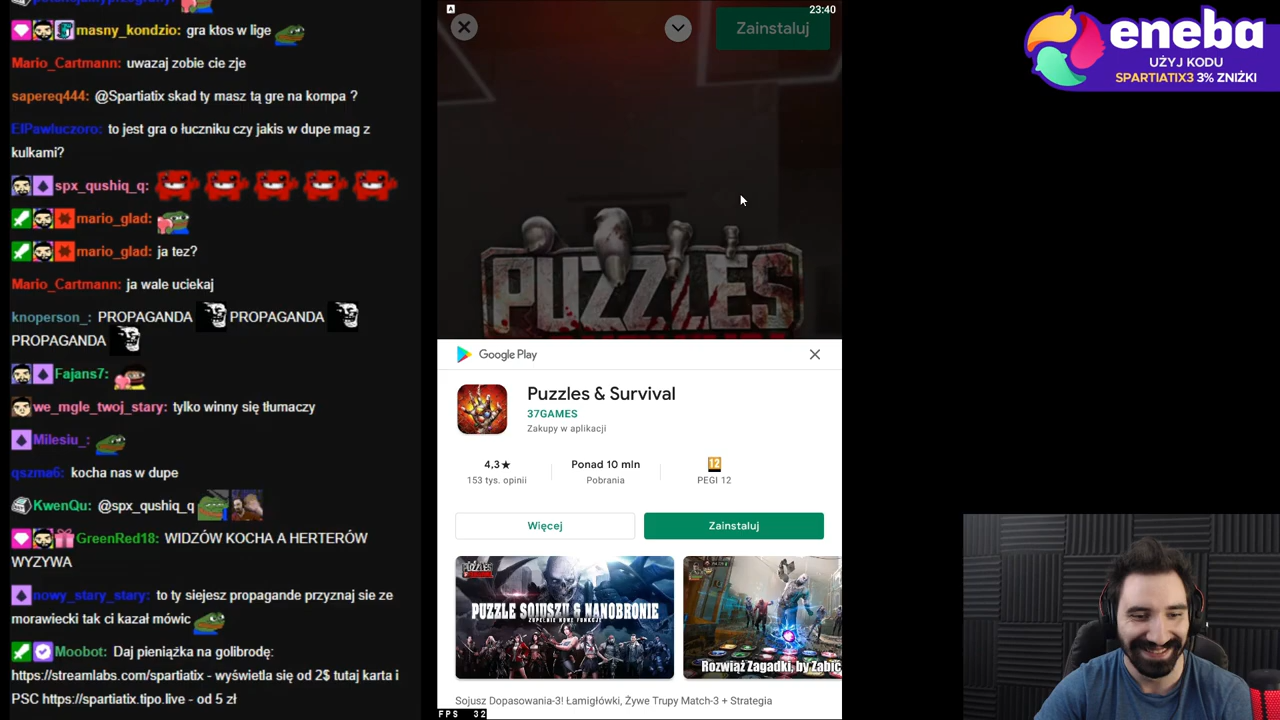 masny_kondzio: gra ktos w lige
Mario_Cartmann: uwazaj zobie cie zje
sapereq444: @Spartiatix skad ty masz tą gre na kompa ?
ElPawluczoro: to jest gra o łuczniku czy jakis w dupe mag z
kulkami?
spx_qushiq_q:
mario_glad:
mario_glad: ja tez?
Mario_Cartmann: ja wale uciekaj
knoperson_: PROPAGANDA PROPAGANDA
PROPAGANDA
Fajans7:
we_mgle_twoj_stary: tylko winny się tłumaczy
Milesiu_:
qszma6: kocha nas w dupe
KwenQu: @spx_qushiq_q
GreenRed18: WIDZÓW KOCHA A HERTERÓW
WYZYWA
nowy_stary_stary: to ty siejesz propagande przyznaj sie ze
morawiecki tak ci kazał mówic
Moobot: Daj pieniążka na golibrodę:
https://streamlabs.com/spartiatix - wyświetla się od 2$ tutaj karta i
PSC https://spartiatix.tipo.live - od 5 zł
A
23:40
Zainstaluj
PUZZLES
Google Play
Puzzles & Survival
37GAMES
Zakupy w aplikacji
4,3★
153 tys. opinii
Ponad 10 mln
Pobrania
12
PEGI 12
Więcej
Zainstaluj
PUZZLE SOJUSZU & NANOBRONIE
ZUPEŁNIE NOWE FUNKCJE
Rozwiąż Zagadki, by Zabić
Sojusz Dopasowania-3! Łamigłówki, Żywe Trupy Match-3 + Strategia
FPS 32
eneba
UŻYJ KODU
SPARTIATIX3 3% ZNIŻKI